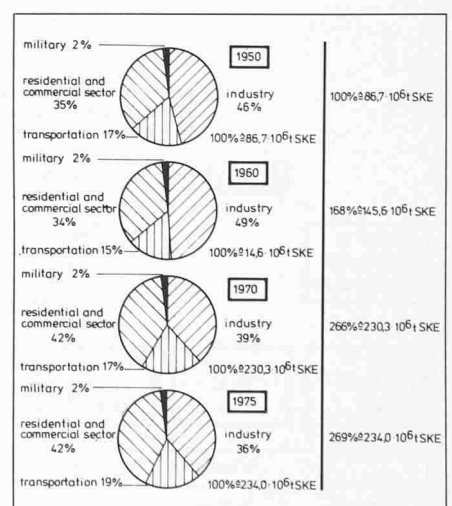 military 2%
1950
residential and
commercial sector
35%
industry
46%
100%≙86,7·10⁶t SKE
transportation 17%
100%≙86,7·10⁶t SKE
military 2%
1960
residential and
commercial sector
34%
industry
49%
168%≙145,6·10⁶t SKE
transportation 15%
100%≙14,6·10⁶t SKE
military 2%
1970
residential and
commercial sector
42%
industry
39%
266%≙230,3·10⁶t SKE
transportation 17%
100%≙230,3·10⁶t SKE
military 2%
1975
residential and
commercial sector
42%
industry
36%
269%≙234,0·10⁶t SKE
transportation 19%
100%≙234,0·10⁶t SKE